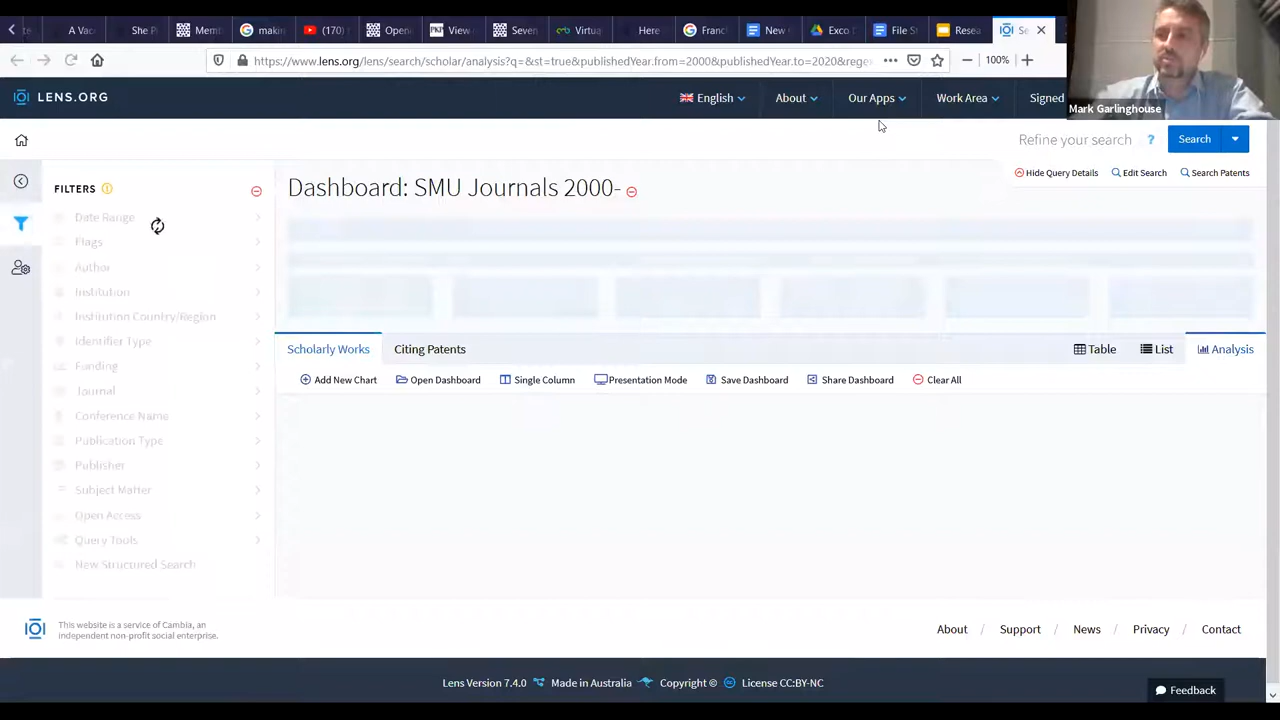 A Vaca
She P
Memb
makin
(170)
Open
PKP View
Seven
Virtua
Here
Franc
New
Exco D
File S
Resea
Se
https://www.lens.org/lens/search/scholar/analysis?q=&st=true&publishedYear.from=2000&publishedYear.to=2020&rege
100%
LENS.ORG
English
About
Our Apps
Work Area
Signed
Mark Garlinghouse
Refine your search
?
Search
Hide Query Details
Edit Search
Search Patents
FILTERS
Dashboard: SMU Journals 2000-
Date Range
Flags
Author
Institution
Institution Country/Region
Identifier Type
Funding
Journal
Conference Name
Publication Type
Publisher
Subject Matter
Open Access
Query Tools
New Structured Search
Scholarly Works
Citing Patents
Table
List
Analysis
Add New Chart
Open Dashboard
Single Column
Presentation Mode
Save Dashboard
Share Dashboard
Clear All
This website is a service of Cambia, an
independent non-profit social enterprise.
About / Support / News / Privacy / Contact
Lens Version 7.4.0
Made in Australia
Copyright ©
License CC:BY-NC
Feedback